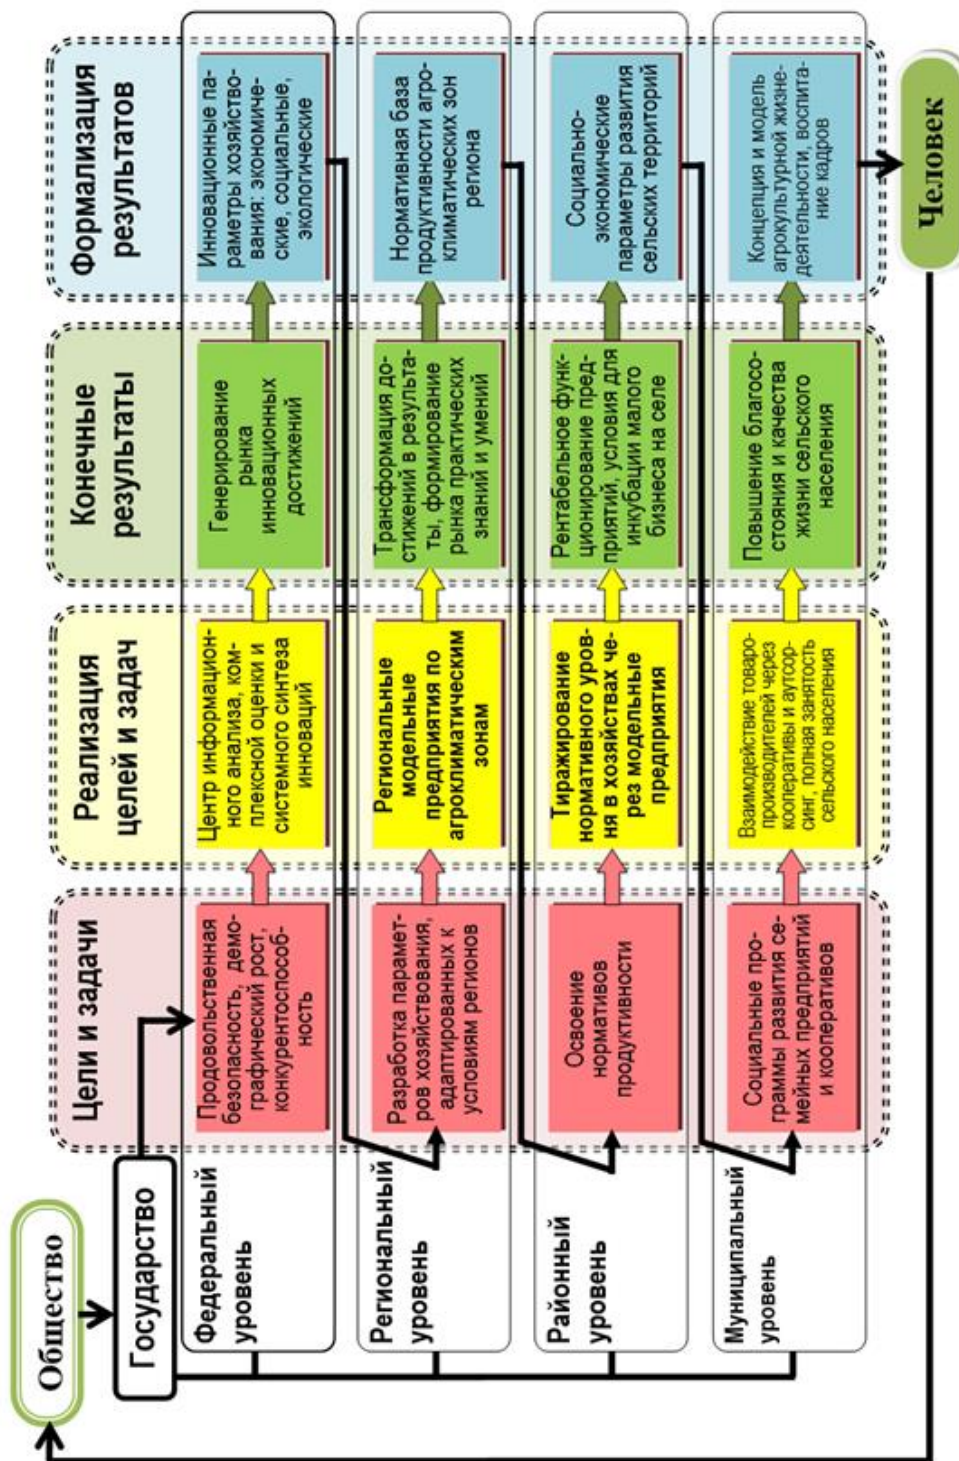 Общество
Государство
Цели и задачи
Реализация
целей и задач
Конечные
результаты
Формализация
результатов
Федеральный
уровень
Продовольственная
безопасность, демо-
графический рост,
конкурентоспособ-
ность
Центр информацион-
ного анализа, ком-
плексной оценки и
системного синтеза
инноваций
Генерирование
рынка
инновационных
достижений
Инновационные па-
раметры хозяйство-
вания: экономиче-
ские, социальные,
экологические
Региональный
уровень
Разработка парамет-
ров хозяйствования,
адаптированных к
условиям регионов
Региональные
модельные
предприятия по
агроклиматическим
зонам
Трансформация до-
стижений в результа-
ты, формирование
рынка практических
знаний и умений
Нормативная база
продуктивности агро-
климатических зон
региона
Районный
уровень
Освоение
нормативов
продуктивности
Тиражирование
нормативного уров-
ня в хозяйствах че-
рез модельные
предприятия
Рентабельное функ-
ционирование пред-
приятий, условия для
инкубации малого
бизнеса на селе
Социально-
экономические
параметры развития
сельских территорий
Муниципальный
уровень
Социальные про-
граммы развития се-
мейных предприятий
и кооперативов
Взаимодействие товаро-
производителей через
кооперативы и аутсор-
синг, полная занятость
сельского населения
Повышение благосо-
стояния и качества
жизни сельского
населения
Концепция и модель
агрокультурной жизне-
деятельности, воспита-
ние кадров
Человек